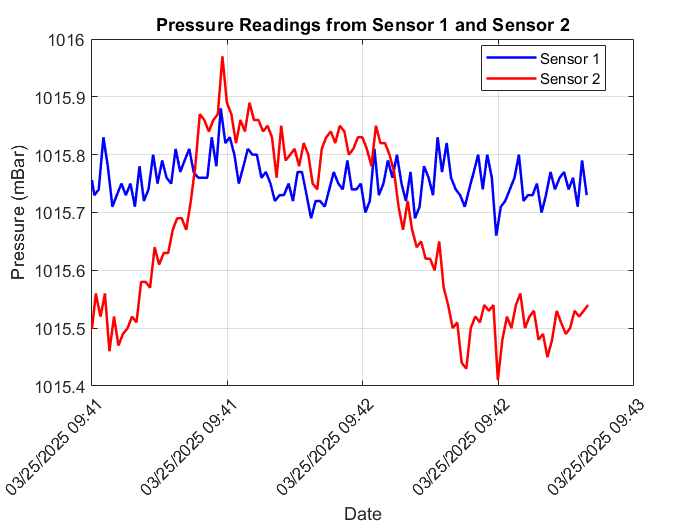 Pressure Readings from Sensor 1 and Sensor 2
Sensor 1
Sensor 2
Pressure (mBar)
1016
1015.9
1015.8
1015.7
1015.6
1015.5
1015.4
03/25/2025 09:41
03/25/2025 09:41
03/25/2025 09:42
03/25/2025 09:42
03/25/2025 09:43
Date